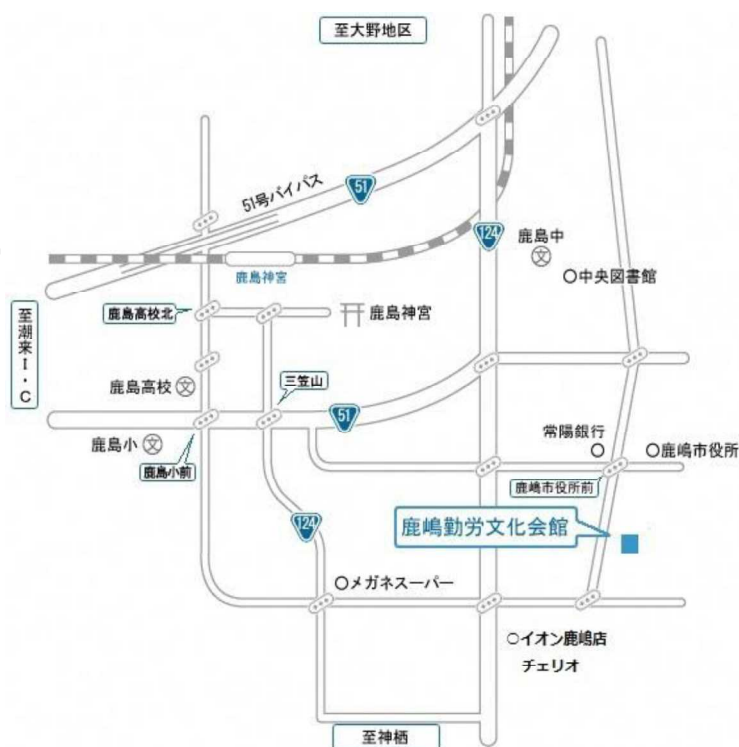 至大野地区
51号バイパス
51
124
鹿島中
文
中央図書館
鹿島神宮
至潮来I・C
鹿島高校北
鹿島神宮
鹿島高校
文
三笠山
51
鹿島小
文
鹿島小前
常陽銀行
鹿嶋市役所
鹿嶋市役所前
124
鹿嶋勤労文化会館
メガネスーパー
イオン鹿嶋店
チェリオ
至神栖